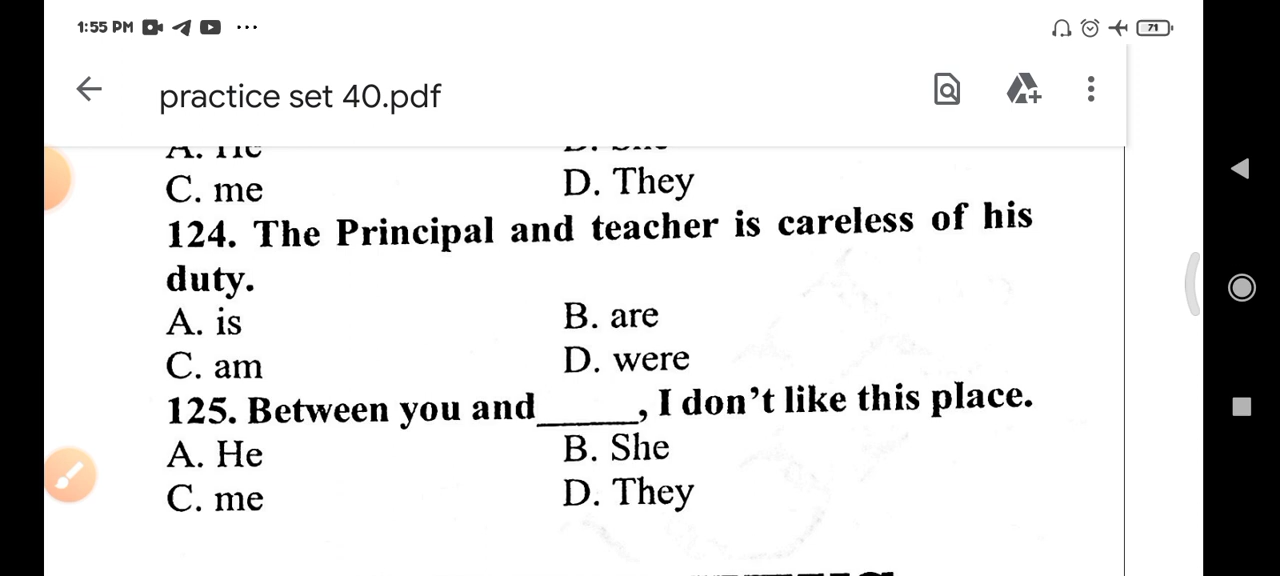 1:55 PM
71
practice set 40.pdf
C. me D. They
124. The Principal and teacher is careless of his
duty.
A. is B. are
C. am D. were
125. Between you and_____, I don't like this place.
A. He B. She
C. me D. They